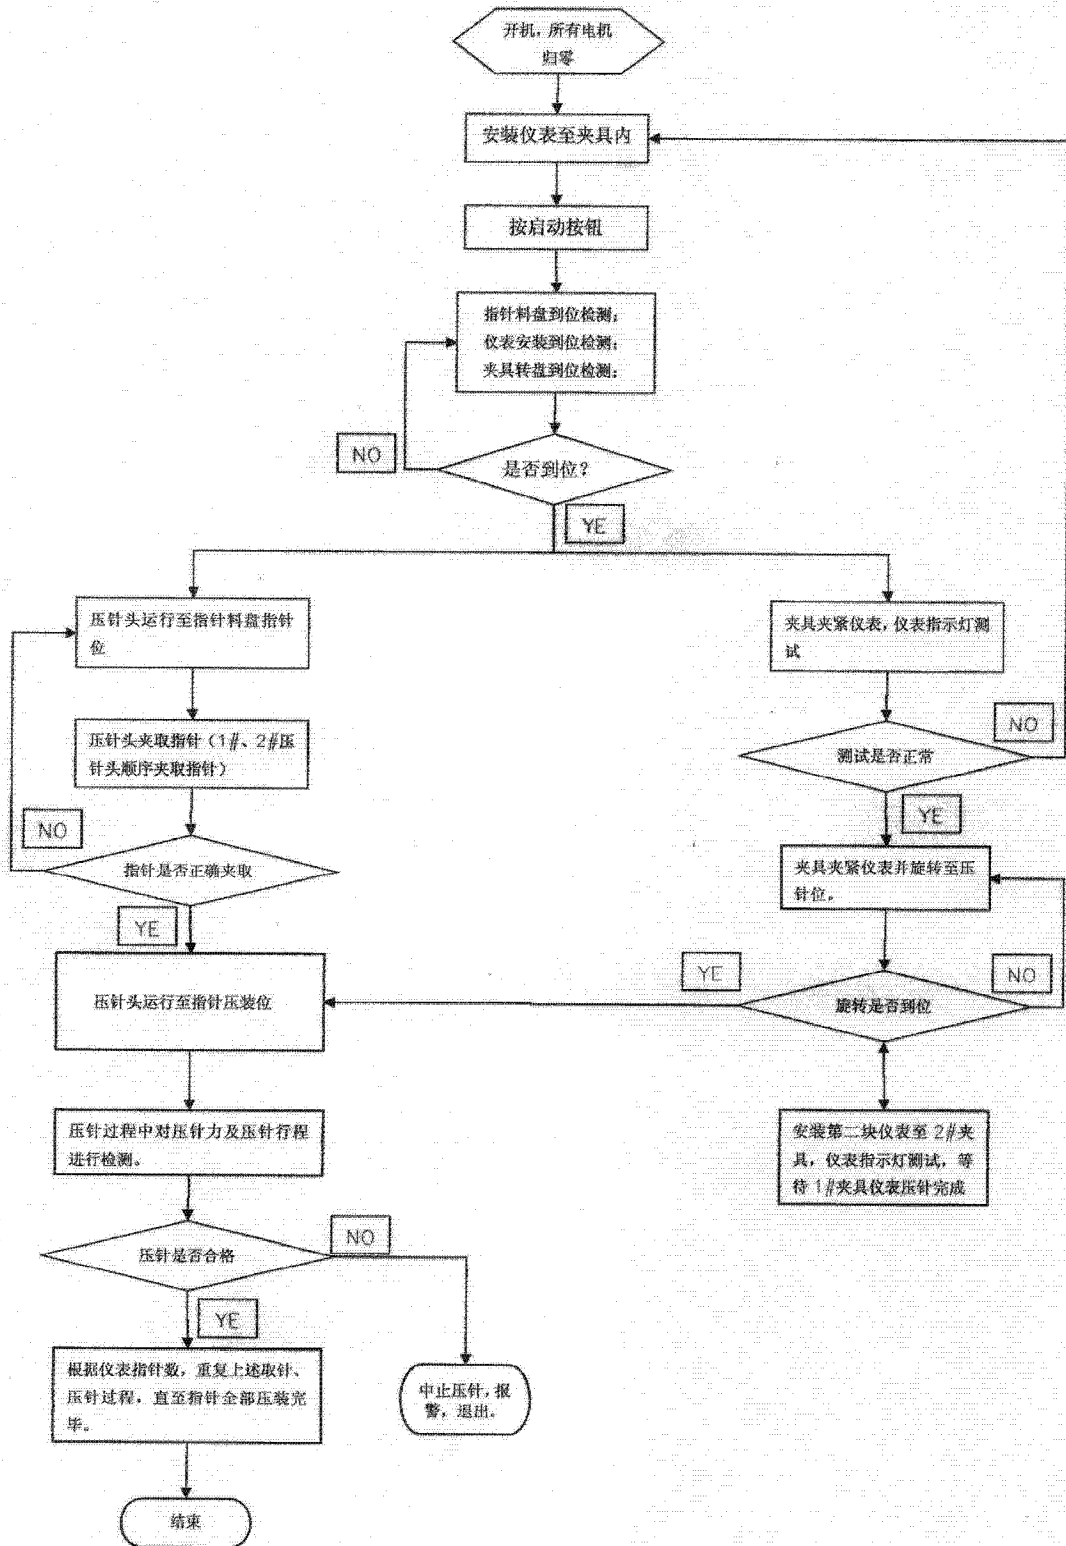 开机，所有电机
归零
安装仪表至夹具内
按启动按钮
指针料盘到位检测；
仪表安装到位检测；
夹具转盘到位检测；
NO
是否到位？
YE
压针头运行至指针料盘指针
位
夹具夹紧仪表，仪表指示灯测
试
压针头夹取指针（1#、2#压
针头顺序夹取指针）
NO
测试是否正常
NO
YE
指针是否正确夹取
夹具夹紧仪表并旋转至压
针位。
YE
压针头运行至指针压装位
YE
NO
旋转是否到位
压针过程中对压针力及压针行程
进行检测。
安装第二块仪表至 2#夹
具，仪表指示灯测试，等
待 1#夹具仪表压针完成
压针是否合格
NO
YE
根据仪表指针数，重复上述取针、
压针过程，直至指针全部压装完
毕。
中止压针，报
警，退出。
结束